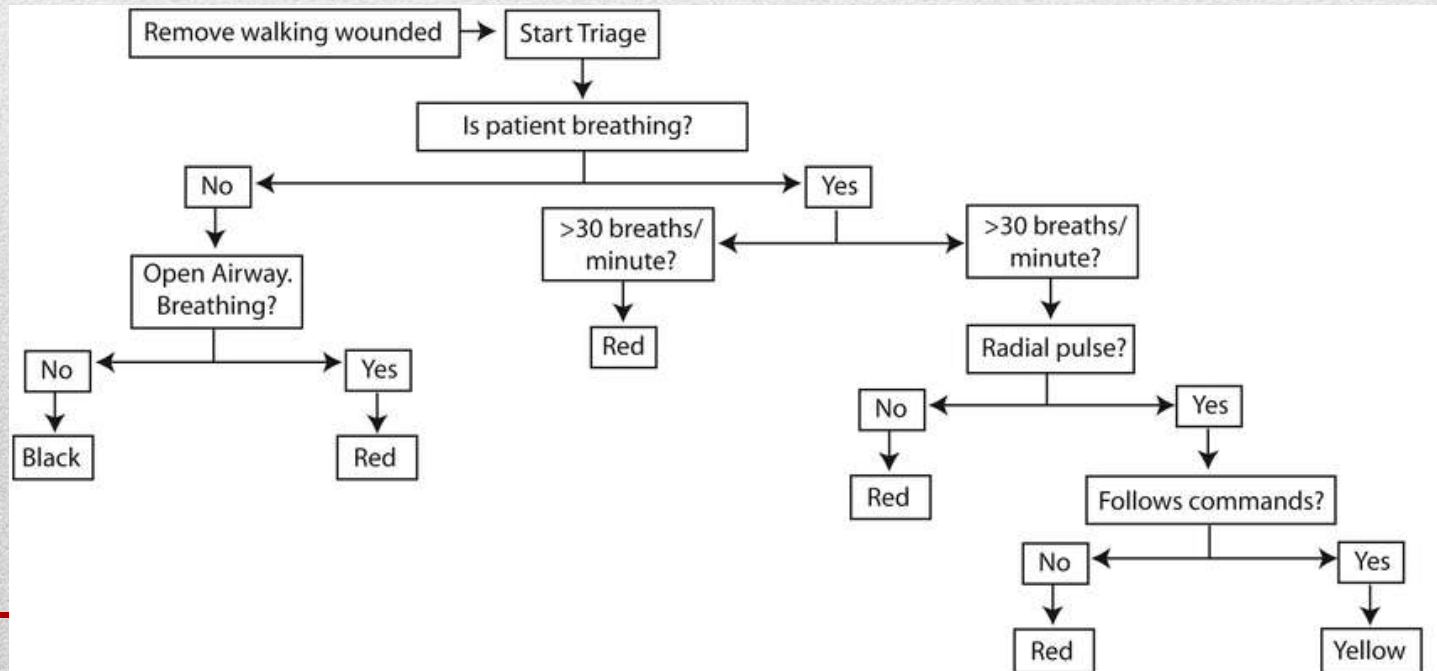 Remove walking wounded
Start Triage
Is patient breathing?
No
Yes
>30 breaths/
minute?
>30 breaths/
minute?
Open Airway.
Breathing?
Red
Radial pulse?
No
Yes
No
Yes
Black
Red
Red
Follows commands?
No
Yes
Red
Yellow